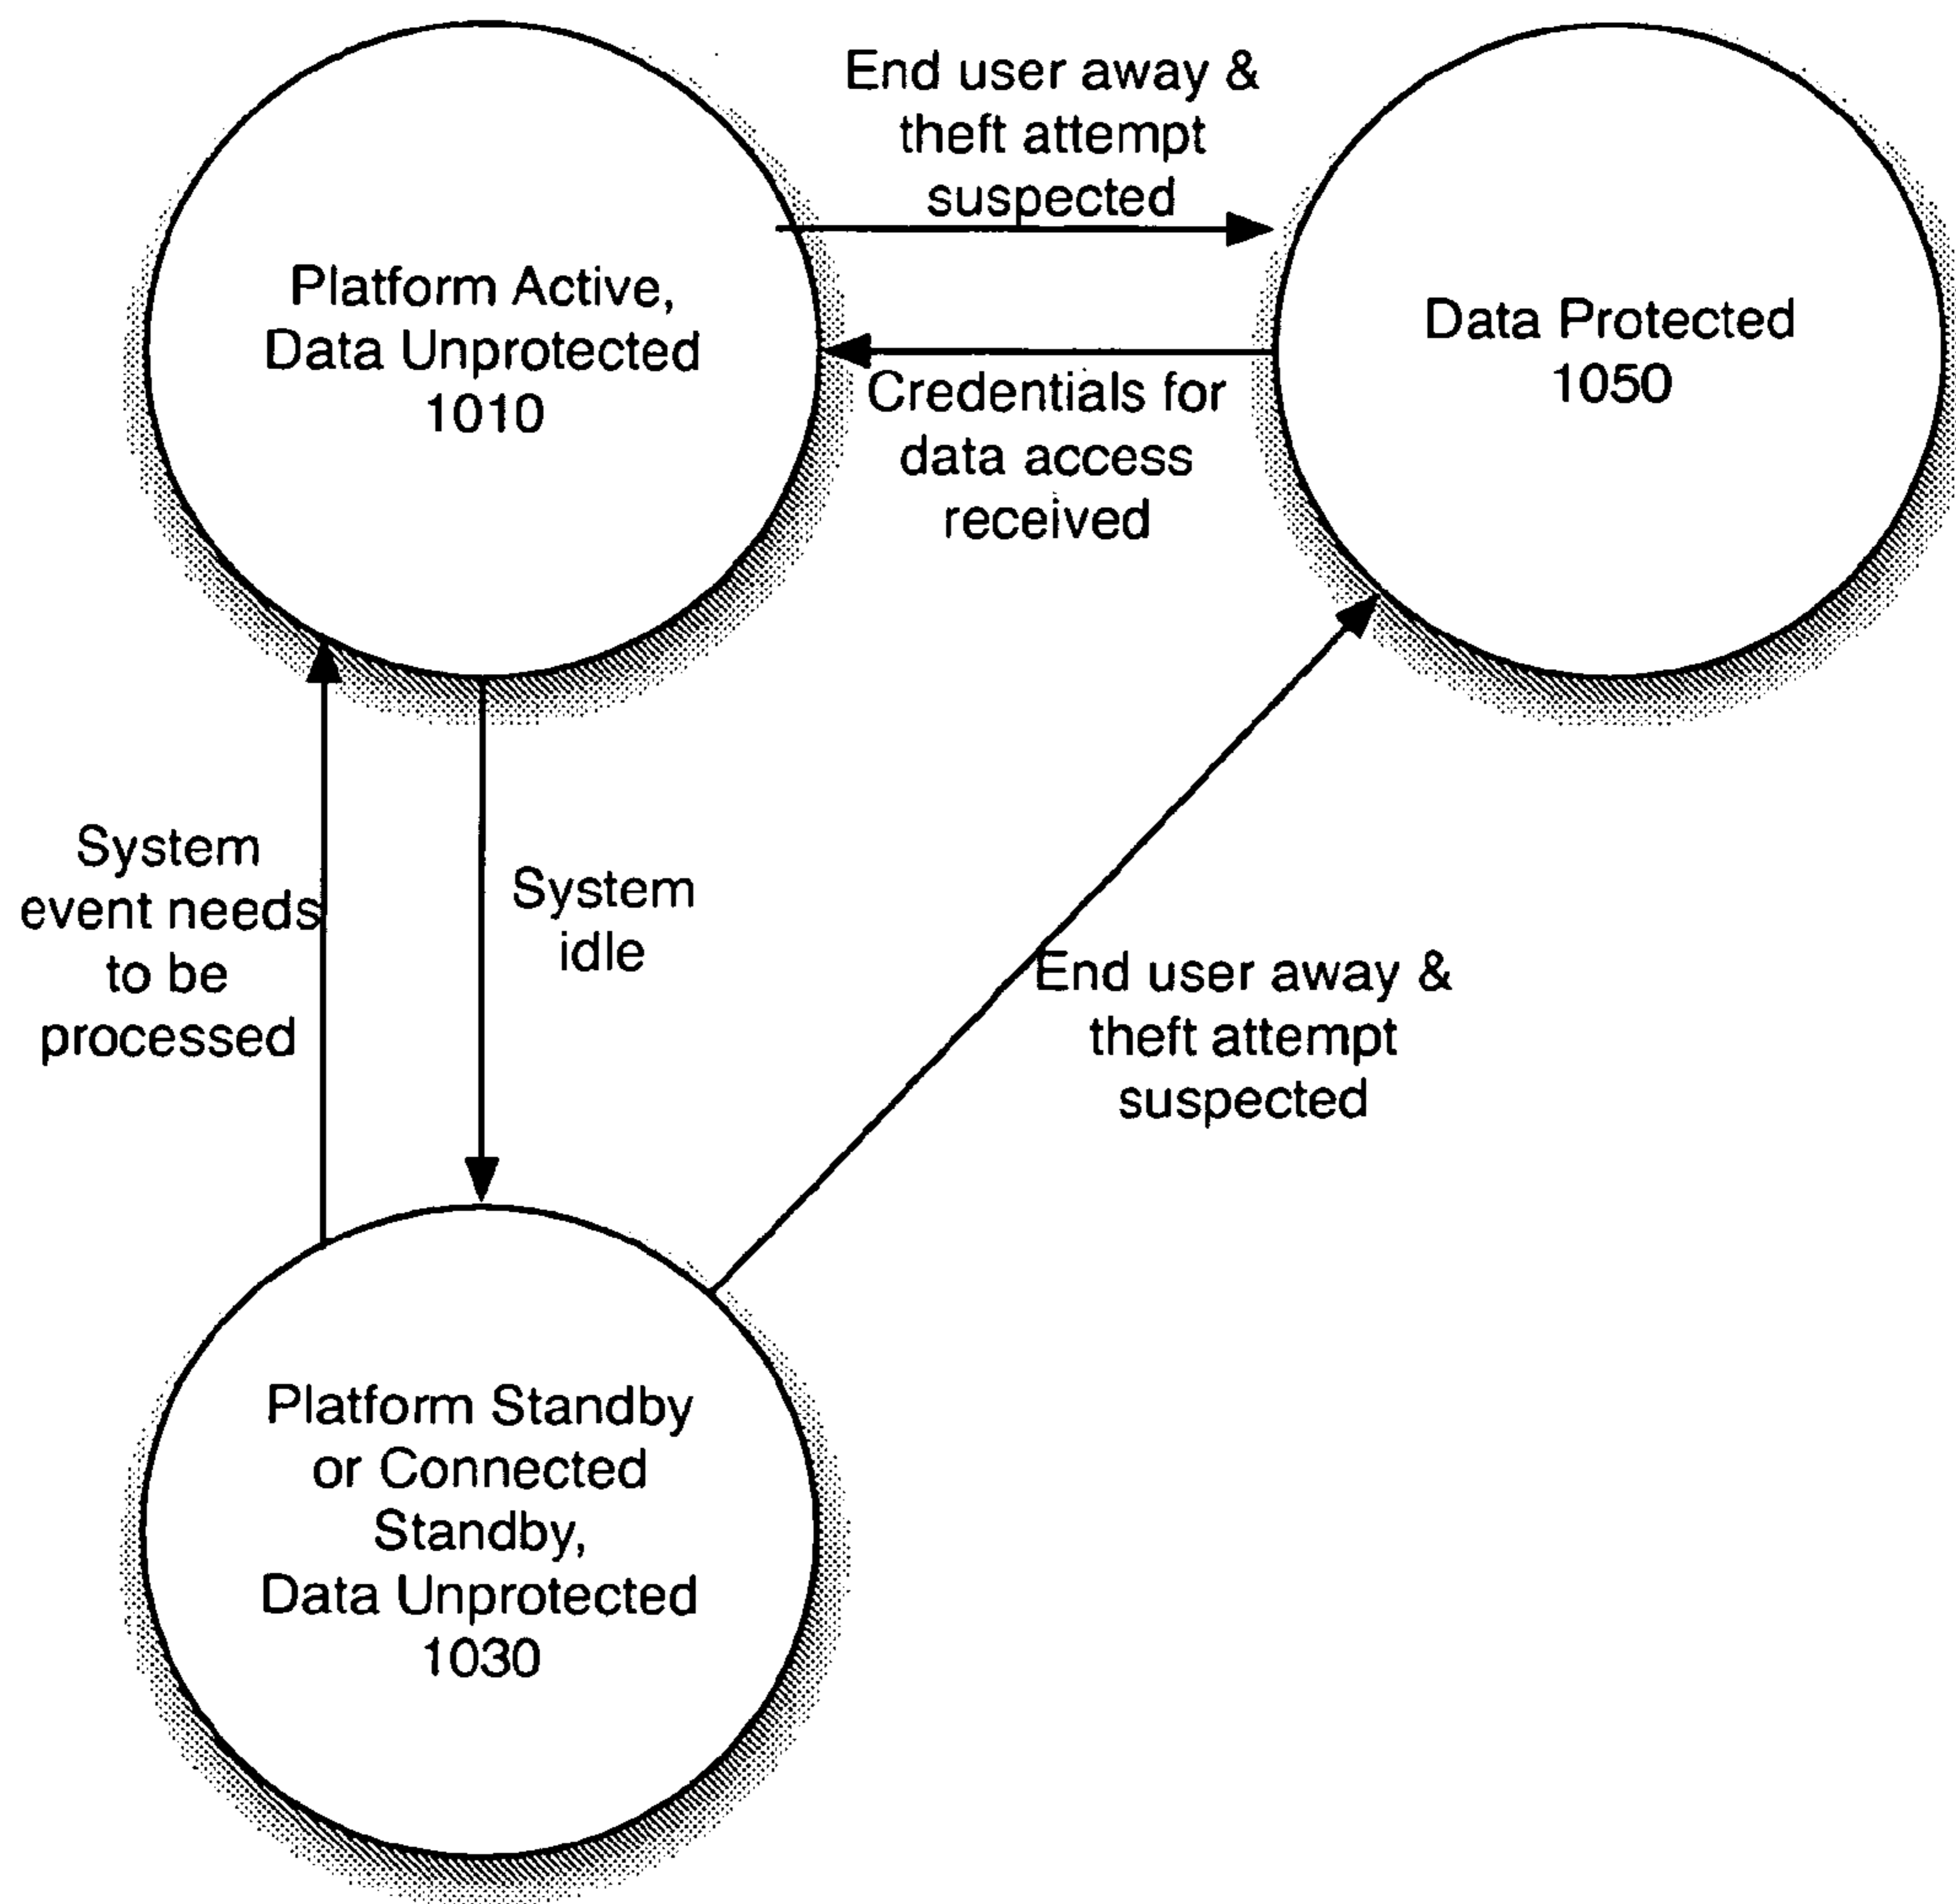 End user away &
theft attempt
suspected
Platform Active,
Data Unprotected
1010
Data Protected
1050
Credentials for
data access
received
System
event needs
to be
processed
System
idle
End user away &
theft attempt
suspected
Platform Standby
or Connected
Standby,
Data Unprotected
1030